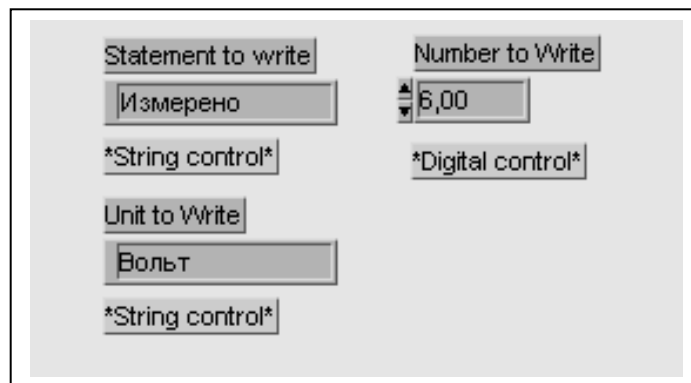 Statement to write
Измерено
*String control*
Number to Write
6,00
*Digital control*
Unit to Write
Вольт
*String control*